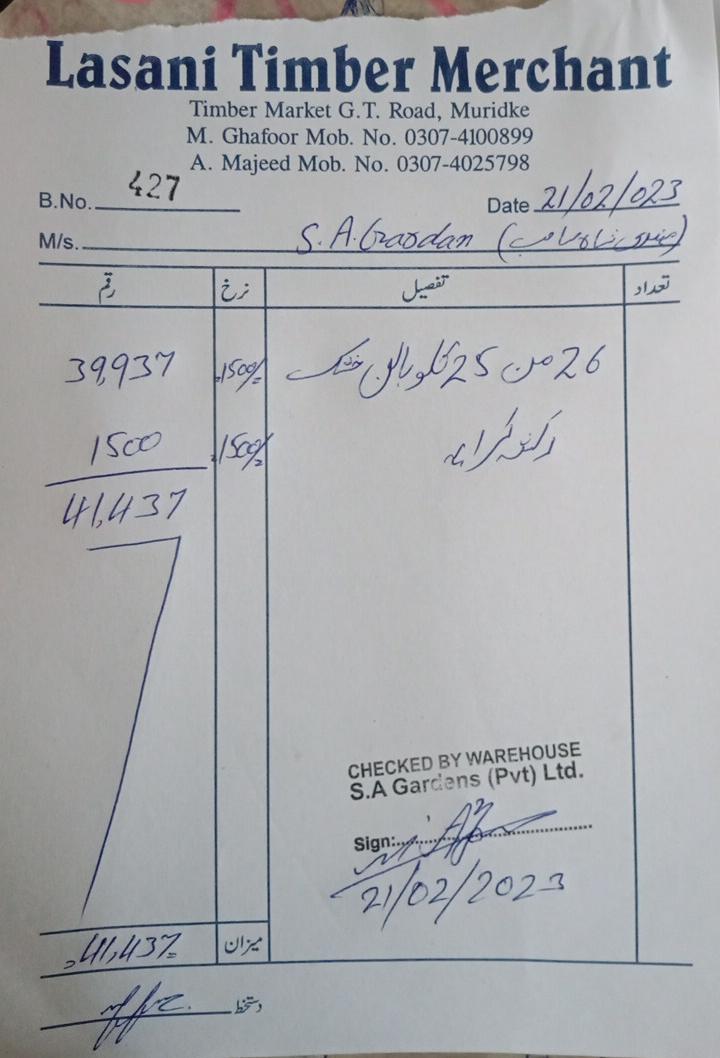 Lasani Timber Merchant
Timber Market G.T. Road, Muridke
M. Ghafoor Mob. No. 0307-4100899
A. Majeed Mob. No. 0307-4025798
B.No. 427
Date 21/02/023
M/s. S.A.Gardan
تعداد تفصیل نرخ رقم
26 من 25 کلو بالن خشک 1500/= 39,937
رکشہ کرایہ 1500/= 1500
41,437
CHECKED BY WAREHOUSE
S.A Gardens (Pvt) Ltd.
Sign:
21/02/2023
میزان 41,437=
دستخط